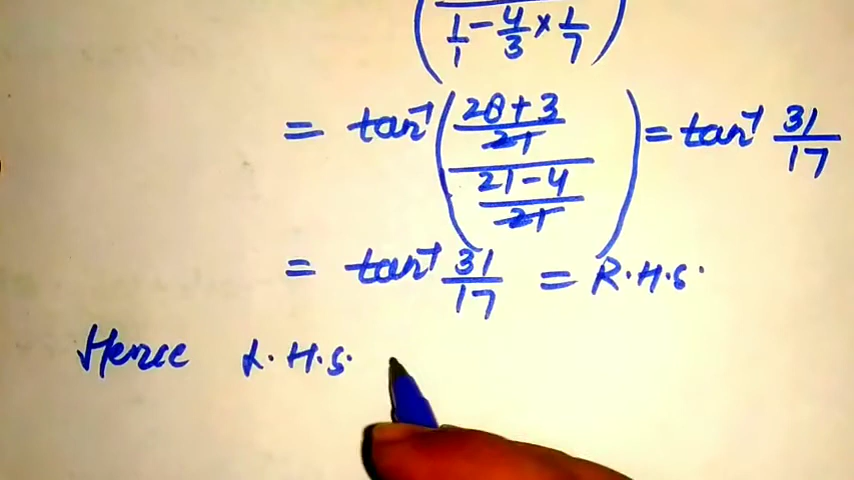 1/1 - 4/3 × 1/7
= tan⁻¹ ( (28+3)/21 / (21-4)/21 ) = tan⁻¹ 31/17
= tan⁻¹ 31/17 = R.H.S.
Hence L.H.S.